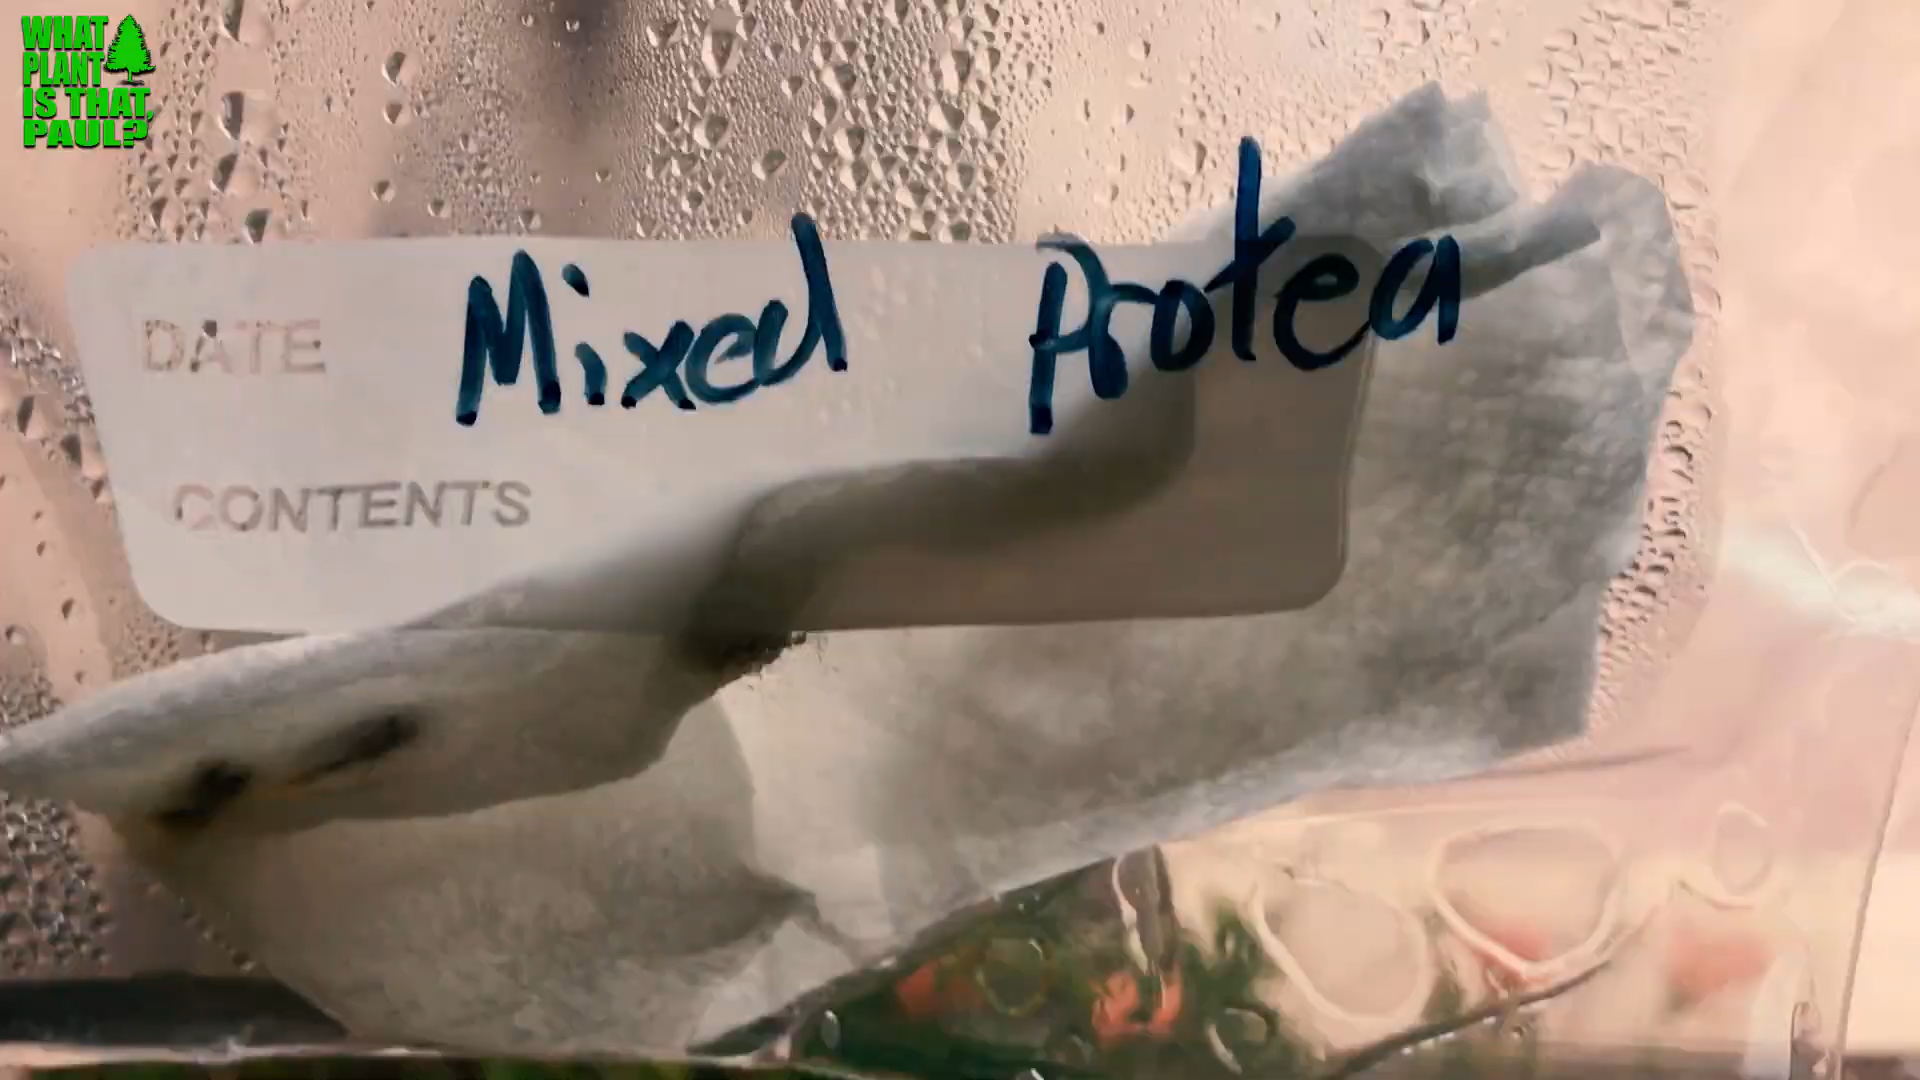 WHAT
PLANT
IS THAT,
PAUL?
DATE Mixed Protea
CONTENTS